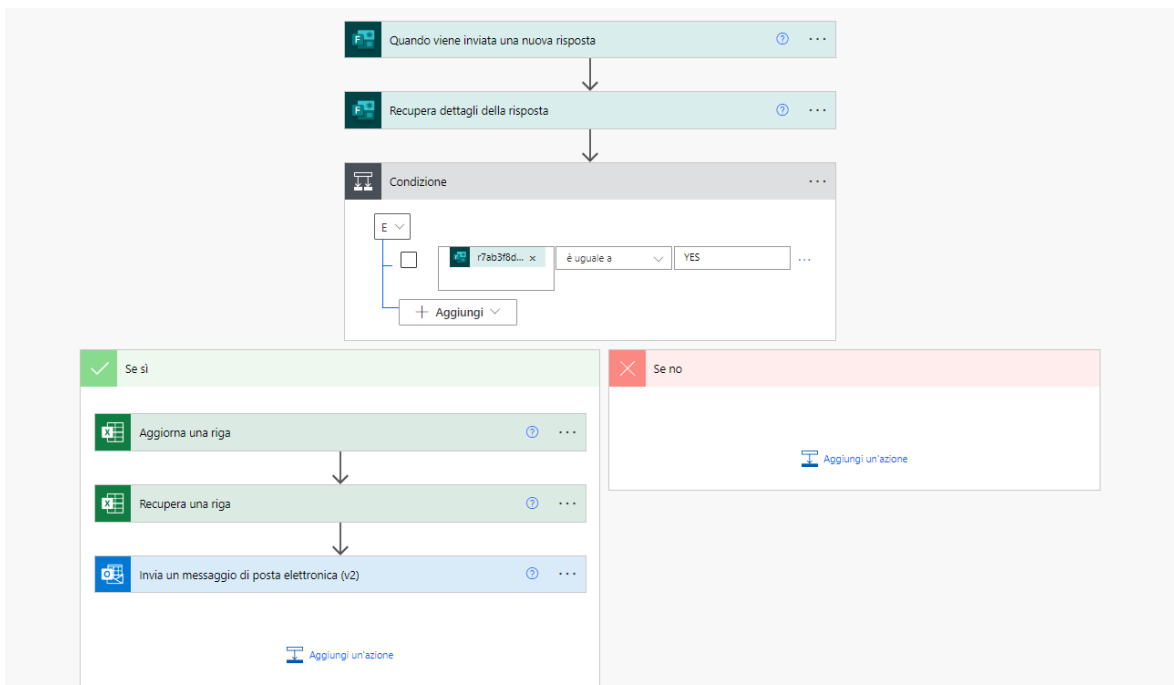 Quando viene inviata una nuova risposta
Recupera dettagli della risposta
Condizione
E
r7ab3f8d... x è uguale a YES
Aggiungi
Se sì
Se no
Aggiorna una riga
Aggiungi un'azione
Recupera una riga
Invia un messaggio di posta elettronica (v2)
Aggiungi un'azione